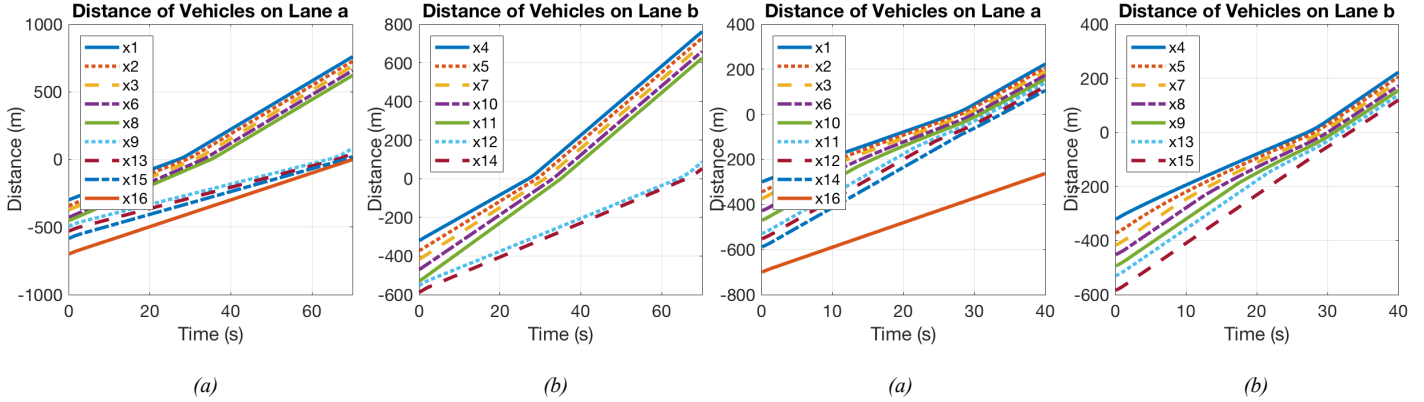 Distance of Vehicles on Lane a
Distance (m)
1000
500
0
-500
-1000
x1
x2
x3
x6
x8
x9
x13
x15
x16
0 20 40 60
Time (s)
(a)
Distance of Vehicles on Lane b
Distance (m)
800
600
400
200
0
-200
-400
-600
x4
x5
x7
x10
x11
x12
x14
0 20 40 60
Time (s)
(b)
Distance of Vehicles on Lane a
Distance (m)
400
200
0
-200
-400
-600
-800
x1
x2
x3
x6
x10
x11
x12
x14
x16
0 10 20 30 40
Time (s)
(a)
Distance of Vehicles on Lane b
Distance (m)
400
200
0
-200
-400
-600
x4
x5
x7
x8
x9
x13
x15
0 10 20 30 40
Time (s)
(b)